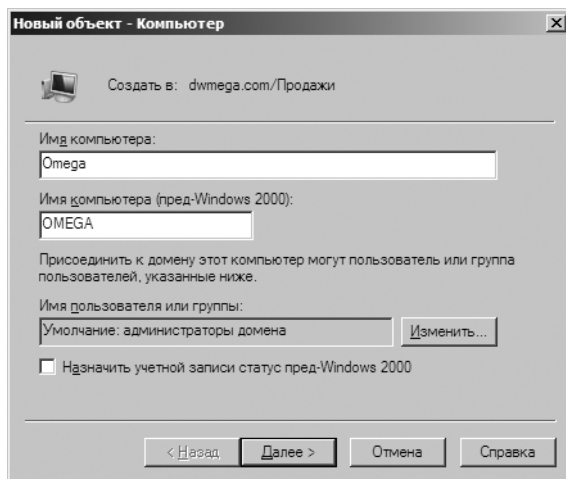 Новый объект - Компьютер
Создать в: dwmega.com/Продажи
Имя компьютера:
Omega
Имя компьютера (пред-Windows 2000):
OMEGA
Присоединить к домену этот компьютер могут пользователь или группа
пользователей, указанные ниже.
Имя пользователя или группы:
Умолчание: администраторы домена
Изменить...
Назначить учетной записи статус пред-Windows 2000
< Назад
Далее >
Отмена
Справка